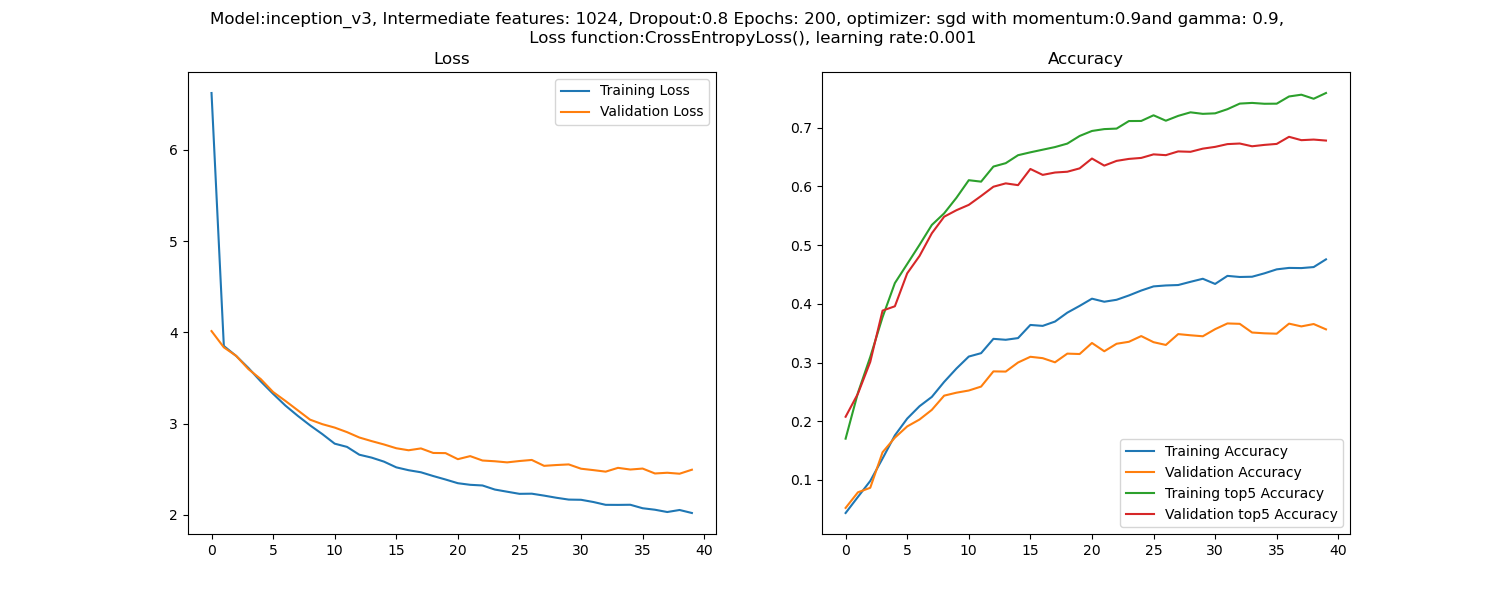 Model:inception_v3, Intermediate features: 1024, Dropout:0.8 Epochs: 200, optimizer: sgd with momentum:0.9and gamma: 0.9,
Loss function:CrossEntropyLoss(), learning rate:0.001
Loss
Training Loss
Validation Loss
6
5
4
3
2
0 5 10 15 20 25 30 35 40
Accuracy
0.7
0.6
0.5
0.4
0.3
0.2
0.1
Training Accuracy
Validation Accuracy
Training top5 Accuracy
Validation top5 Accuracy
0 5 10 15 20 25 30 35 40